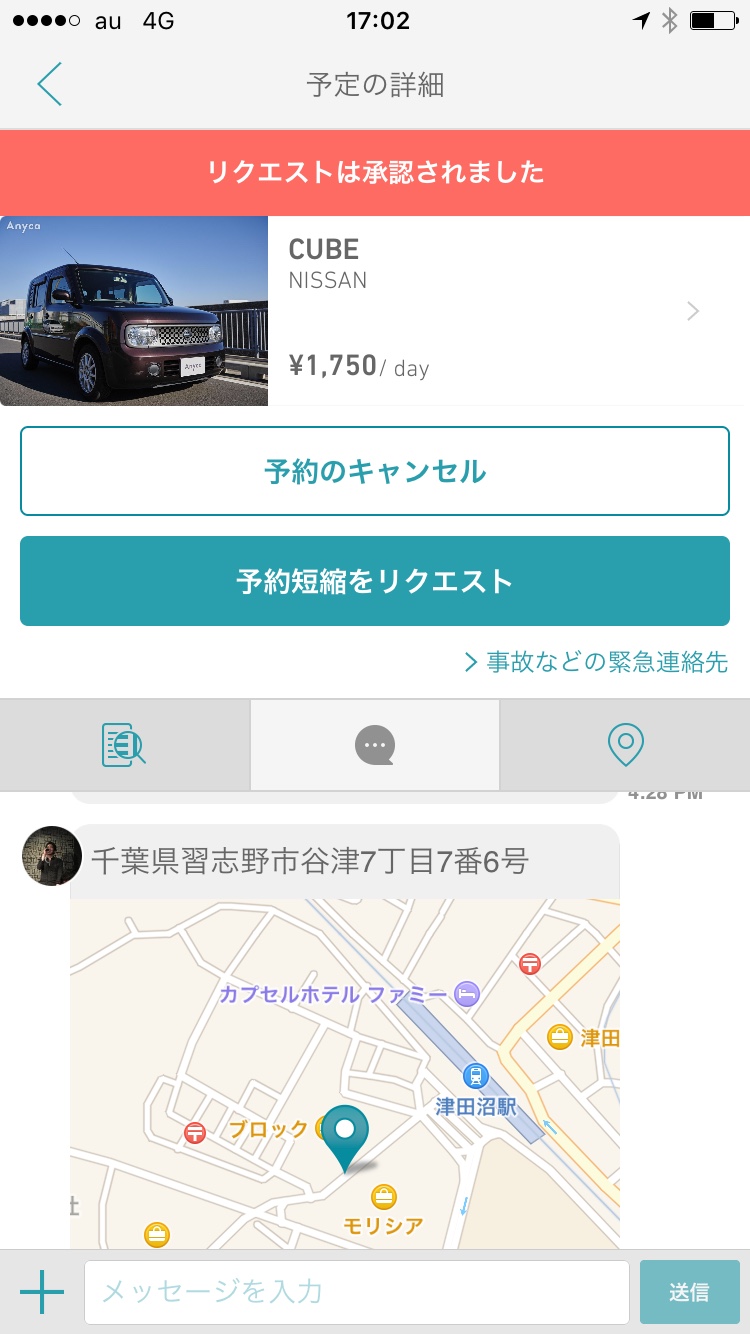 au 4G 17:02
予定の詳細
リクエストは承認されました
Anyca
CUBE
NISSAN
¥1,750/ day
Anyca
予約のキャンセル
予約短縮をリクエスト
事故などの緊急連絡先
4:28 PM
千葉県習志野市谷津7丁目7番6号
カプセルホテル ファミー
津田
津田沼駅
ブロック
モリシア
メッセージを入力
送信